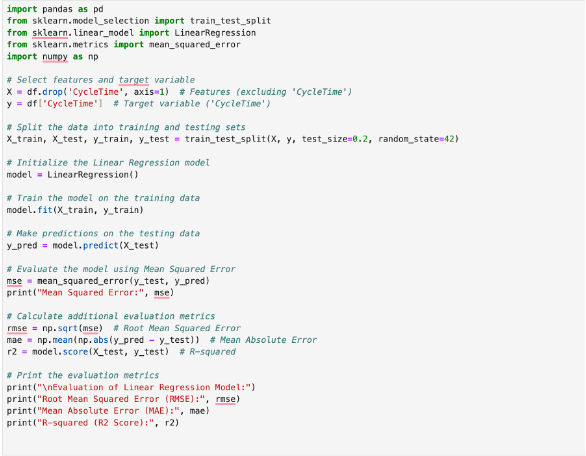 import pandas as pd
from sklearn.model_selection import train_test_split
from sklearn.linear_model import LinearRegression
from sklearn.metrics import mean_squared_error
import numpy as np
# Select features and target variable
X = df.drop('CycleTime', axis=1)  # Features (excluding 'CycleTime')
y = df['CycleTime']  # Target variable ('CycleTime')
# Split the data into training and testing sets
X_train, X_test, y_train, y_test = train_test_split(X, y, test_size=0.2, random_state=42)
# Initialize the Linear Regression model
model = LinearRegression()
# Train the model on the training data
model.fit(X_train, y_train)
# Make predictions on the testing data
y_pred = model.predict(X_test)
# Evaluate the model using Mean Squared Error
mse = mean_squared_error(y_test, y_pred)
print("Mean Squared Error:", mse)
# Calculate additional evaluation metrics
rmse = np.sqrt(mse)  # Root Mean Squared Error
mae = np.mean(np.abs(y_pred - y_test))  # Mean Absolute Error
r2 = model.score(X_test, y_test)  # R-squared
# Print the evaluation metrics
print("\nEvaluation of Linear Regression Model:")
print("Root Mean Squared Error (RMSE):", rmse)
print("Mean Absolute Error (MAE):", mae)
print("R-squared (R2 Score):", r2)